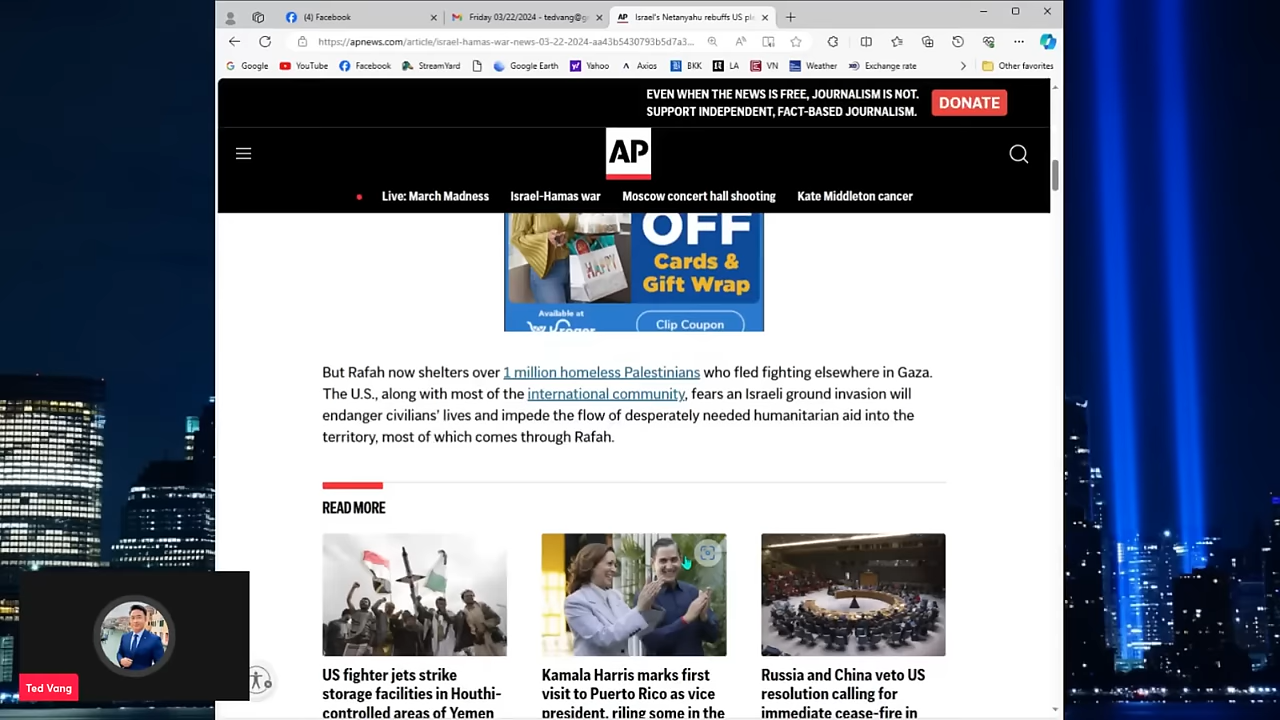 (4) Facebook
Friday 03/22/2024 - tedvang@g
Israel's Netanyahu rebuffs US pl
https://apnews.com/article/israel-hamas-war-news-03-22-2024-aa43b5430793b5d7a3...
Google
YouTube
Facebook
StreamYard
Google Earth
Yahoo
Axios
BKK
LA
VN
Weather
Exchange rate
Other favorites
EVEN WHEN THE NEWS IS FREE, JOURNALISM IS NOT.
SUPPORT INDEPENDENT, FACT-BASED JOURNALISM.
DONATE
AP
Live: March Madness
Israel-Hamas war
Moscow concert hall shooting
Kate Middleton cancer
OFF
Cards &
Gift Wrap
HAPPY
Available at
Kroger
Clip Coupon
But Rafah now shelters over 1 million homeless Palestinians who fled fighting elsewhere in Gaza.
The U.S., along with most of the international community, fears an Israeli ground invasion will
endanger civilians' lives and impede the flow of desperately needed humanitarian aid into the
territory, most of which comes through Rafah.
READ MORE
US fighter jets strike
storage facilities in Houthi-
controlled areas of Yemen
Kamala Harris marks first
visit to Puerto Rico as vice
president, riling some in the
Russia and China veto US
resolution calling for
immediate cease-fire in
Ted Vang